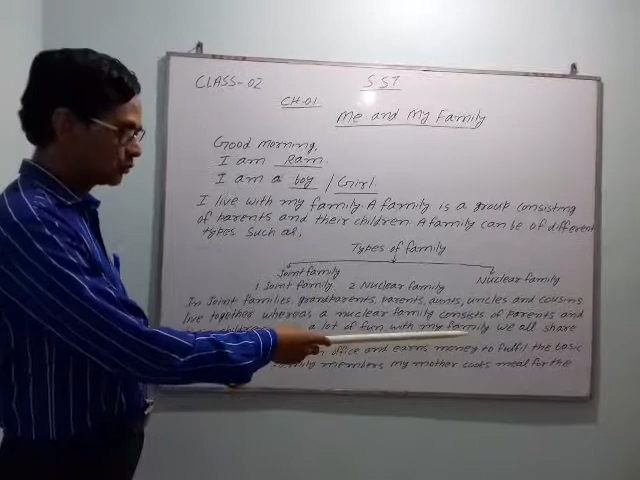 CLASS-02
SST
CH-01
Me and My Family
Good morning,
I am Ram.
I am a boy / Girl.
I live with my family. A family is a group consisting
of parents and their children. A family can be of different
types such as,
Types of family
Joint family
Nuclear family
1 Joint family 2 Nuclear family
In Joint families, grandparents, parents, aunts, uncles and cousins
live together whereas a nuclear family consists of parents and
a lot of fun with my family we all share
office and earns money to fulfil the basic
family members my mother cooks meal for the